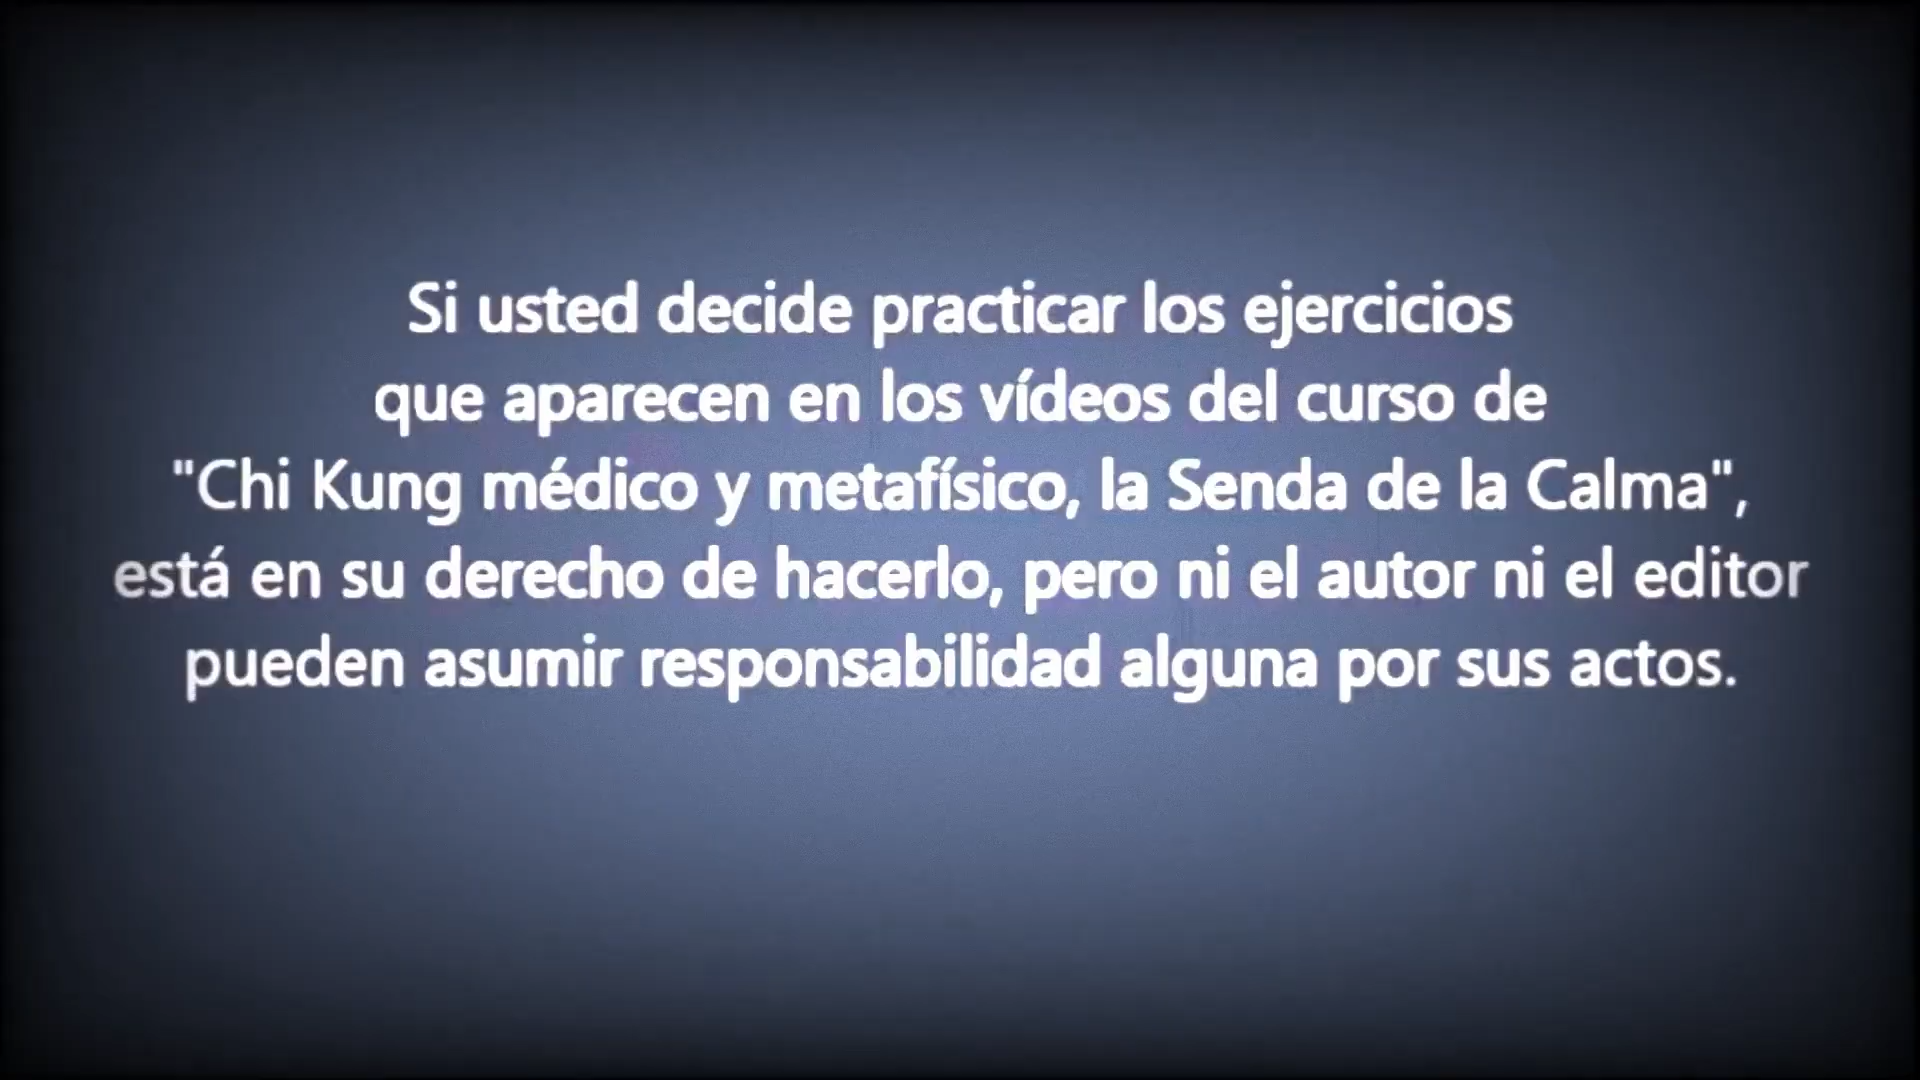 Si usted decide practicar los ejercicios
que aparecen en los vídeos del curso de
"Chi Kung médico y metafísico, la Senda de la Calma",
está en su derecho de hacerlo, pero ni el autor ni el editor
pueden asumir responsabilidad alguna por sus actos.